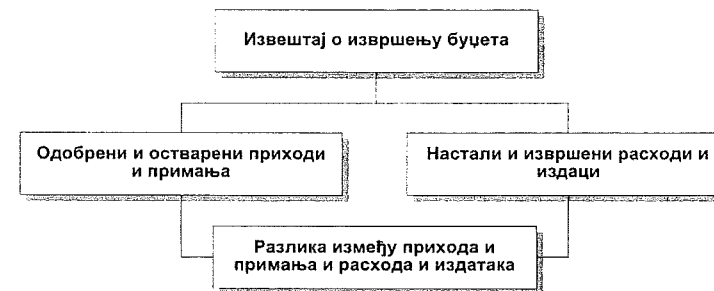 Извештај о извршењу буџета
Одобрени и остварени приходи
и примања
Настали и извршени расходи и
издаци
Разлика између прихода и
примања и расхода и издатака